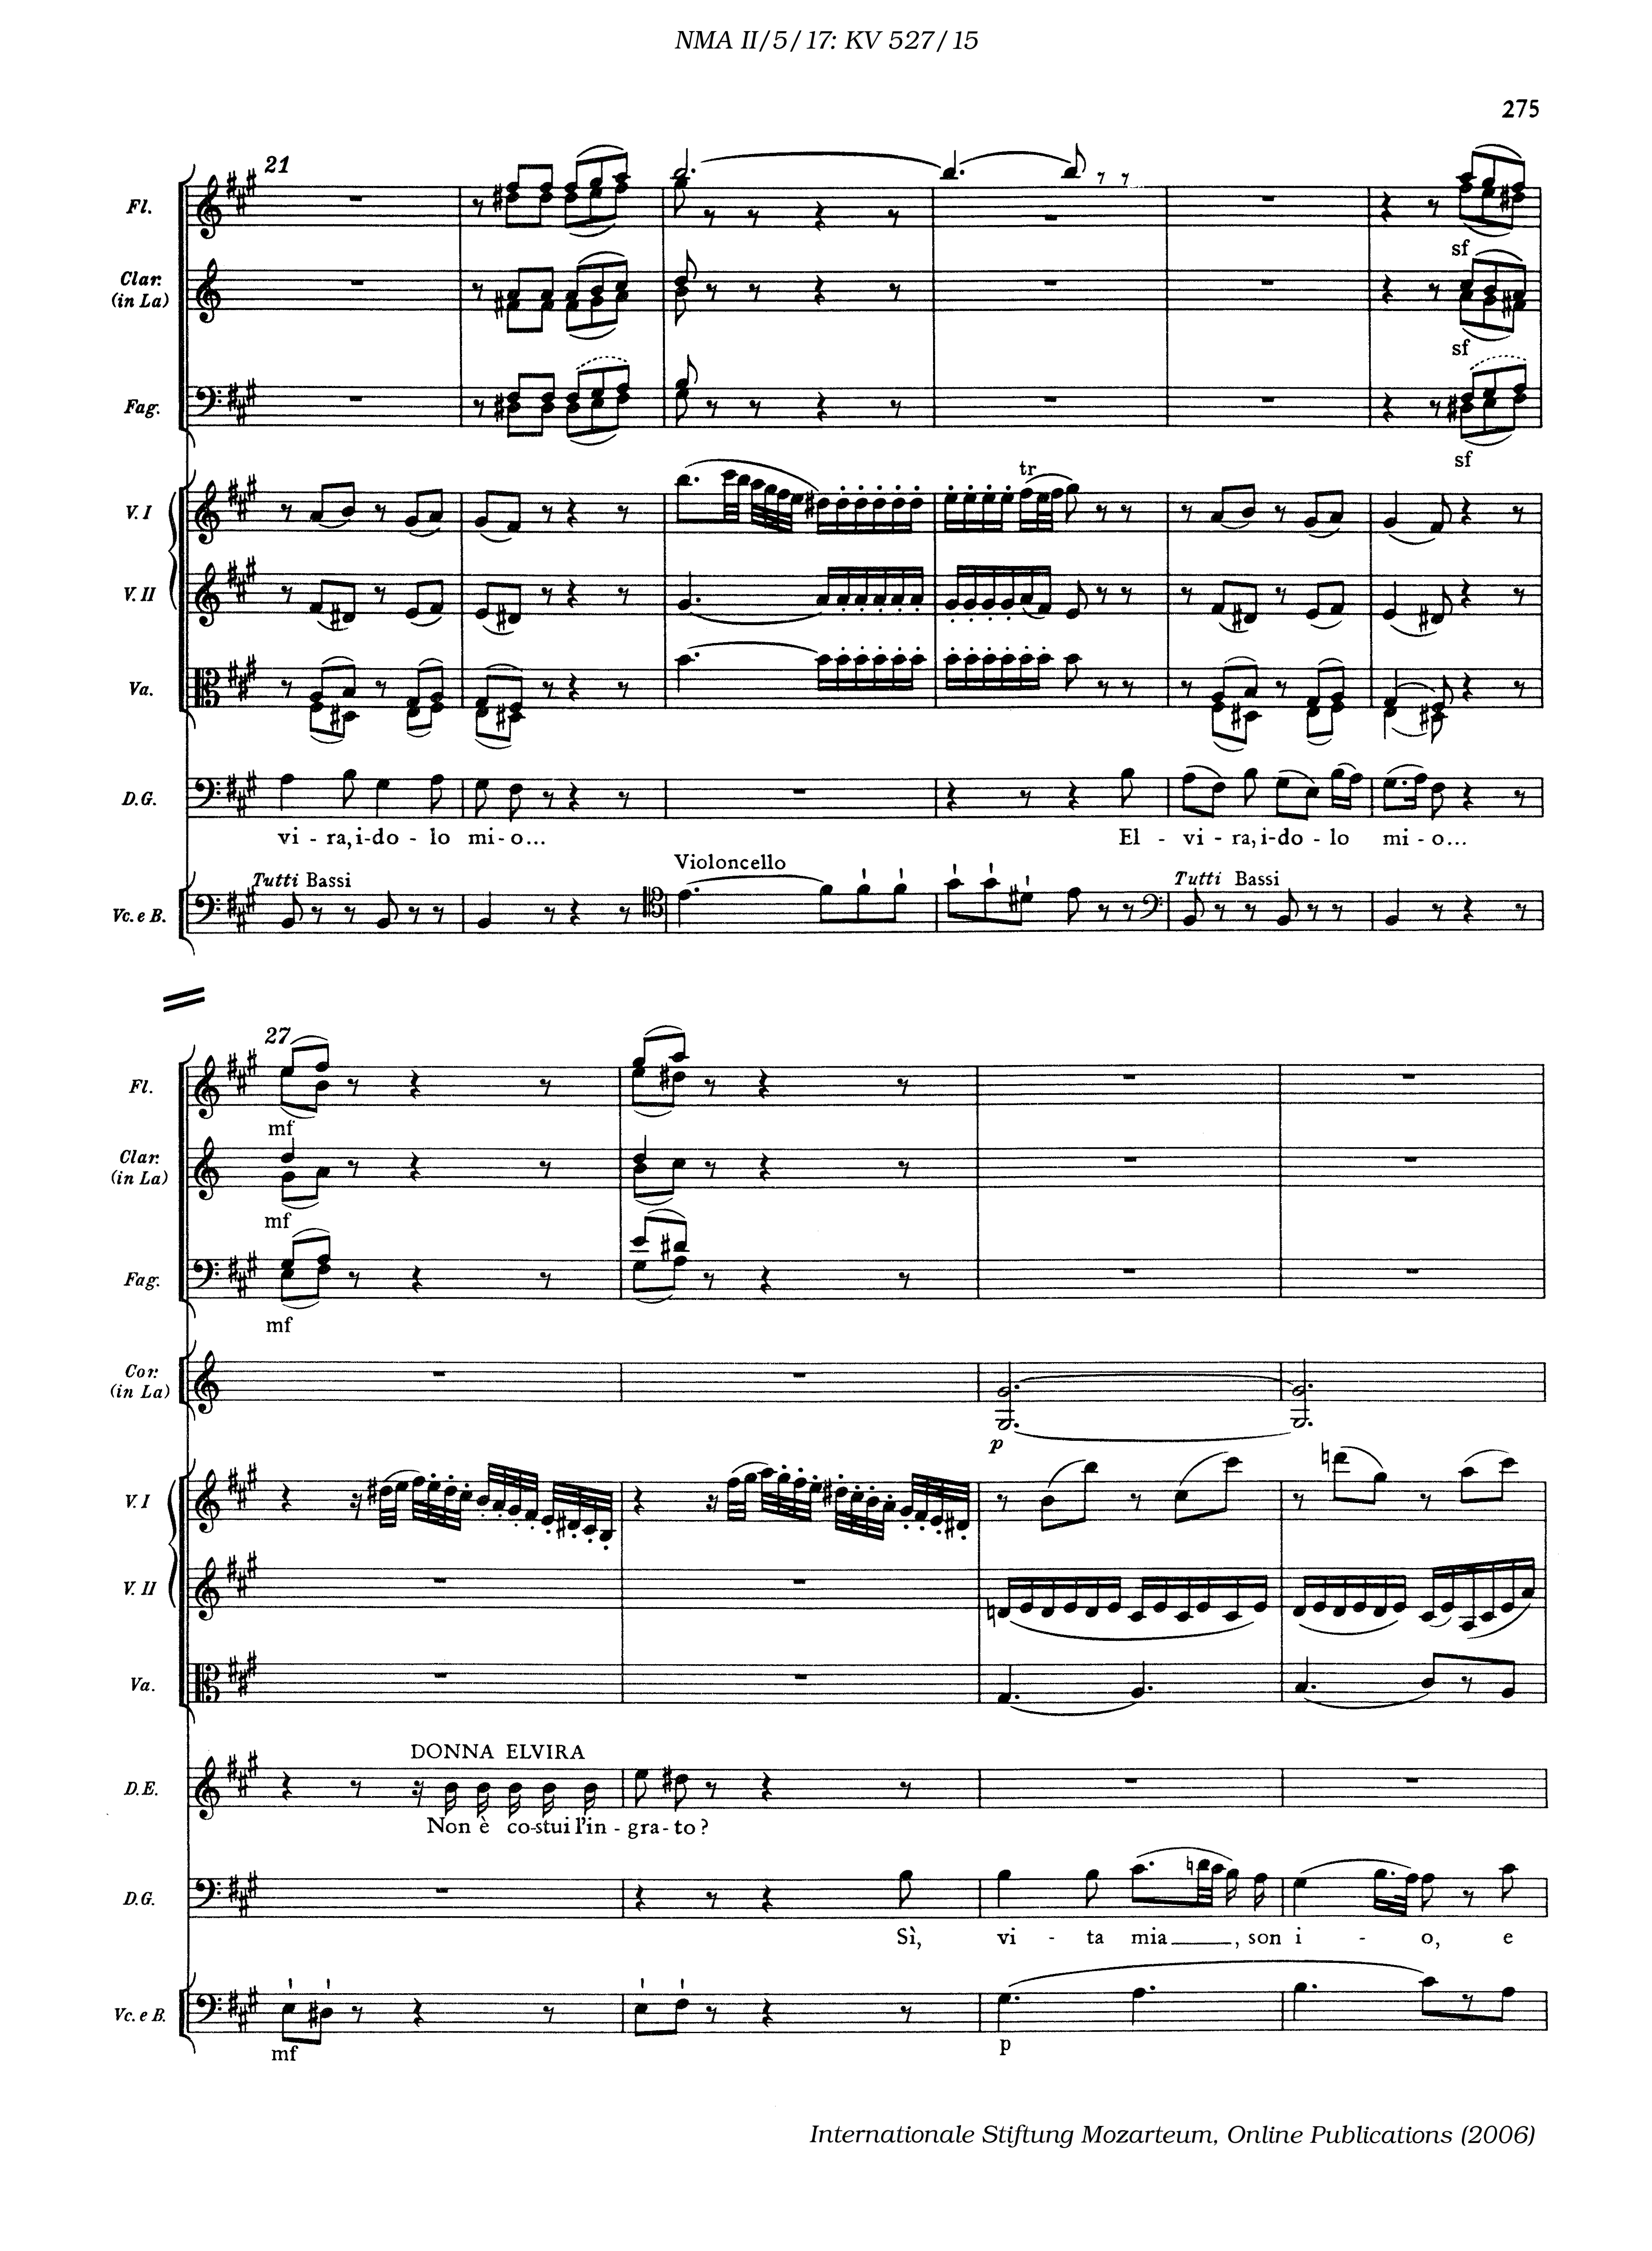 NMA II/5/17: KV 527/15
275
21
Fl.
sf
Clar.
(in La)
sf
Fag.
sf
tr
V. I
V. II
Va.
D.G.
vi - ra, i-do - lo mi - o... El - vi - ra, i-do - lo mi - o...
Violoncello
Tutti Bassi Tutti Bassi
Vc. e B.
27
Fl.
mf
Clar.
(in La)
mf
Fag.
mf
Cor.
(in La)
p
V. I
V. II
Va.
DONNA ELVIRA
D.E.
Non è co-stui l'in - gra - to?
D.G.
Sì, vi - ta mia, son i - o, e
Vc. e B.
mf p
Internationale Stiftung Mozarteum, Online Publications (2006)